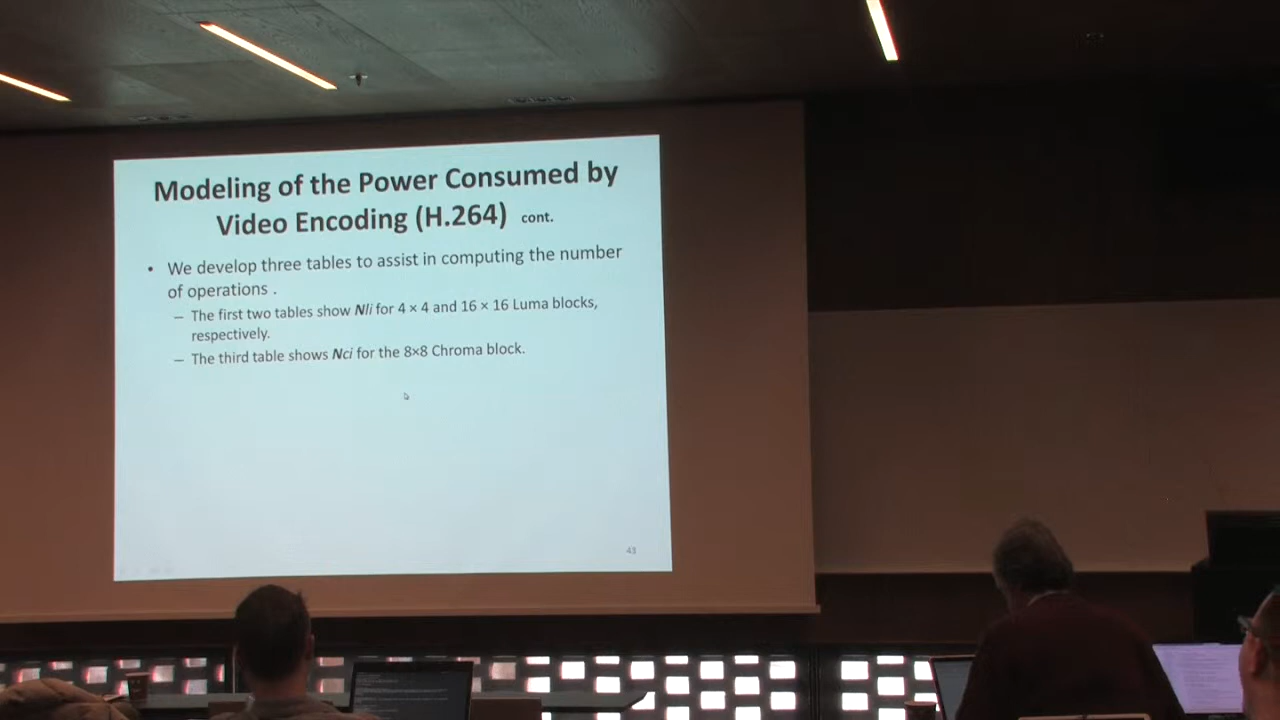 Modeling of the Power Consumed by
Video Encoding (H.264) cont.
• We develop three tables to assist in computing the number
of operations .
– The first two tables show Nli for 4 × 4 and 16 × 16 Luma blocks,
respectively.
– The third table shows Nci for the 8×8 Chroma block.
43